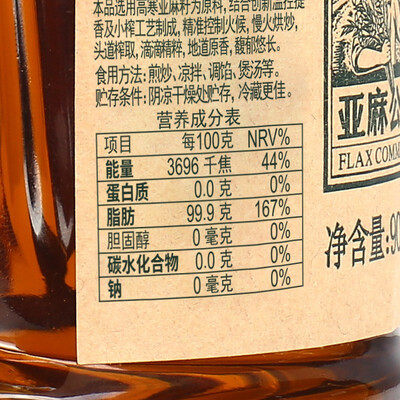 本品选用高寒亚麻籽为原料,结合创新温控提
香及小榨工艺制成,精准控制火候,慢火烘炒,
头道榨取,滴滴精粹,地道原香,馥郁悠长。
食用方法:煎炒、凉拌、调馅、煲汤等。
贮存条件:阴凉干燥处贮存,冷藏更佳。
营养成分表
项目 每100克 NRV%
能量 3696 千焦 44%
蛋白质 0.0 克 0%
脂肪 99.9 克 167%
胆固醇 0 毫克 0%
碳水化合物 0.0 克 0%
钠 0 毫克 0%
亚麻公
FLAX COMM
净含量:90